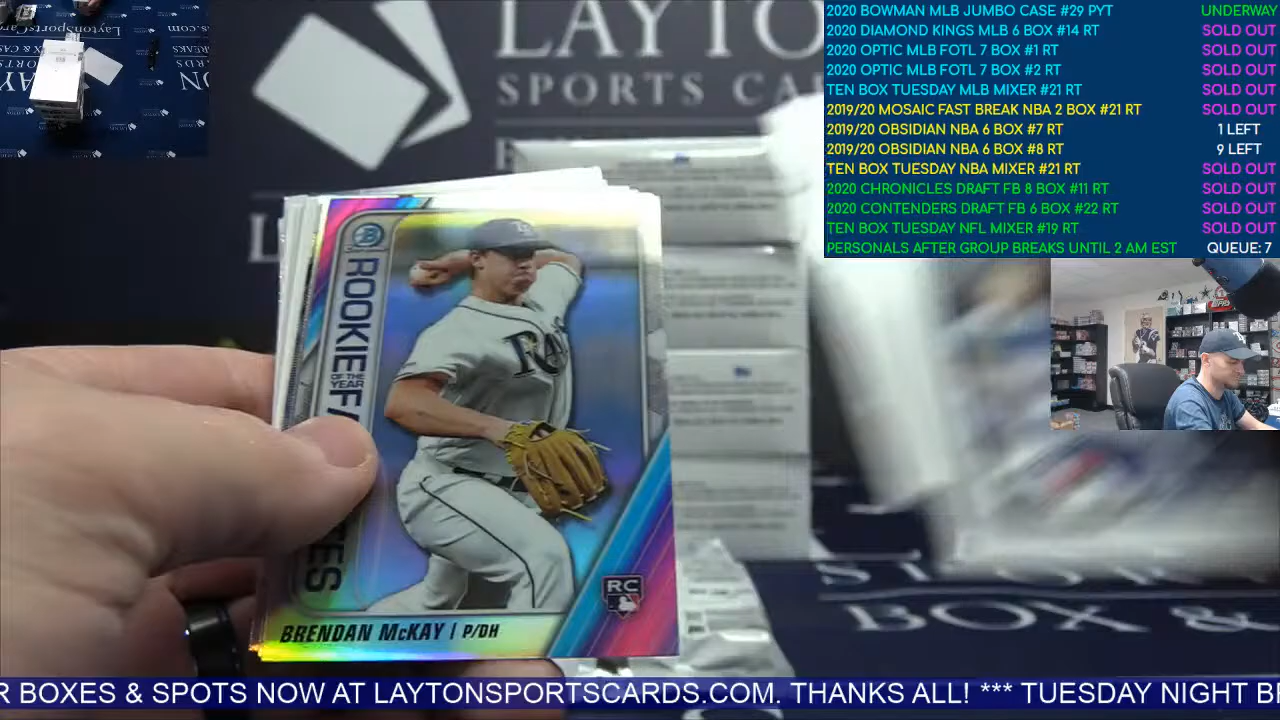 2020 BOWMAN MLB JUMBO CASE #29 PYT UNDERWAY
2020 DIAMOND KINGS MLB 6 BOX #14 RT SOLD OUT
2020 OPTIC MLB FOTL 7 BOX #1 RT SOLD OUT
2020 OPTIC MLB FOTL 7 BOX #2 RT SOLD OUT
TEN BOX TUESDAY MLB MIXER #21 RT SOLD OUT
2019/20 MOSAIC FAST BREAK NBA 2 BOX #21 RT SOLD OUT
2019/20 OBSIDIAN NBA 6 BOX #7 RT 1 LEFT
2019/20 OBSIDIAN NBA 6 BOX #8 RT 9 LEFT
TEN BOX TUESDAY NBA MIXER #21 RT SOLD OUT
2020 CHRONICLES DRAFT FB 8 BOX #11 RT SOLD OUT
2020 CONTENDERS DRAFT FB 6 BOX #22 RT SOLD OUT
TEN BOX TUESDAY NFL MIXER #19 RT SOLD OUT
PERSONALS AFTER GROUP BREAKS UNTIL 2 AM EST QUEUE: 7
LAYTO
SPORTS CA
ROOKIE
OF THE
YEAR
RC
BRENDAN McKAY | P/DH
BOX &
R BOXES & SPOTS NOW AT LAYTONSPORTSCARDS.COM. THANKS ALL! *** TUESDAY NIGHT BE